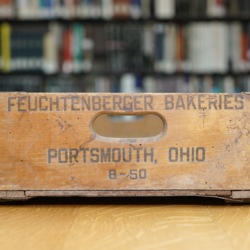 FEUCHTENBERGER BAKERIES
PORTSMOUTH, OHIO
8-50